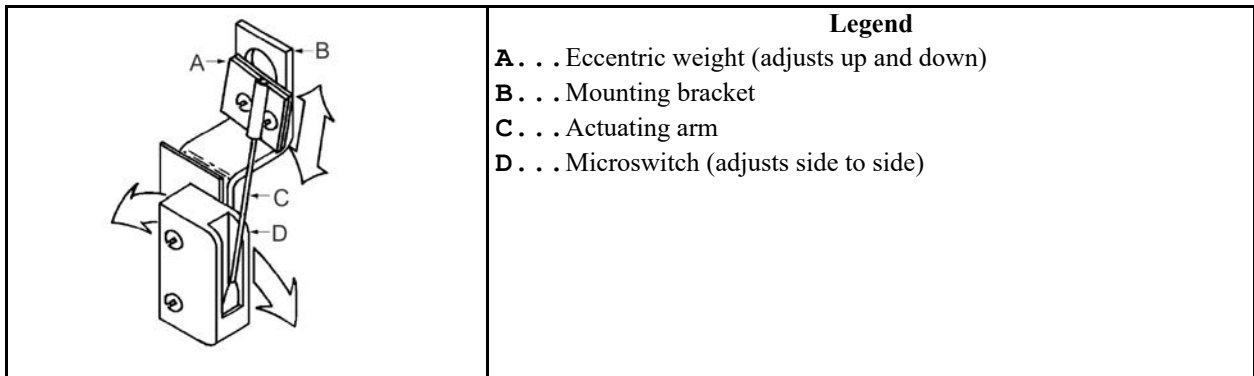 A
B
C
D
Legend
A...Eccentric weight (adjusts up and down)
B...Mounting bracket
C...Actuating arm
D...Microswitch (adjusts side to side)